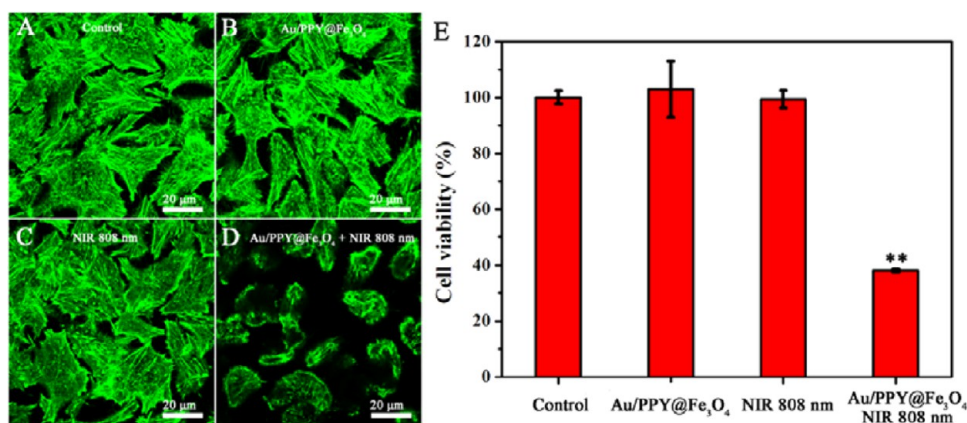 A
Control
B
Au/PPY@Fe₃O₄
20 μm
20 μm
C
NIR 808 nm
D
Au/PPY@Fe₃O₄ + NIR 808 nm
20 μm
20 μm
E
Cell viability (%)
120
100
80
60
40
20
0
**
Control
Au/PPY@Fe₃O₄
NIR 808 nm
Au/PPY@Fe₃O₄
NIR 808 nm